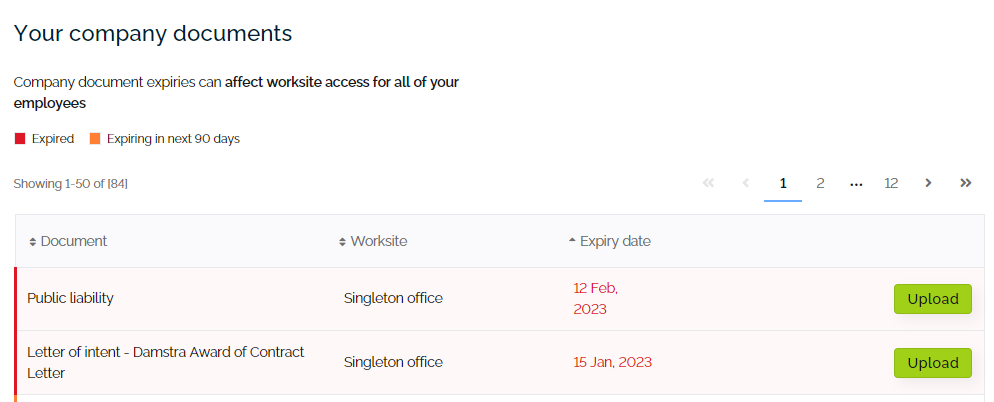 Your company documents
Company document expiries can affect worksite access for all of your
employees
Expired Expiring in next 90 days
Showing 1-50 of [84] 1 2 ... 12
Document Worksite Expiry date
Public liability Singleton office 12 Feb,
2023 Upload
Letter of intent - Damstra Award of Contract
Letter Singleton office 15 Jan, 2023 Upload